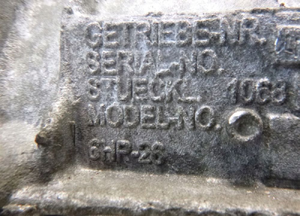 GETRIEBE-NR.
SERIAL-NO.
STUECKL. 1068
MODEL-NO.
6HP-26